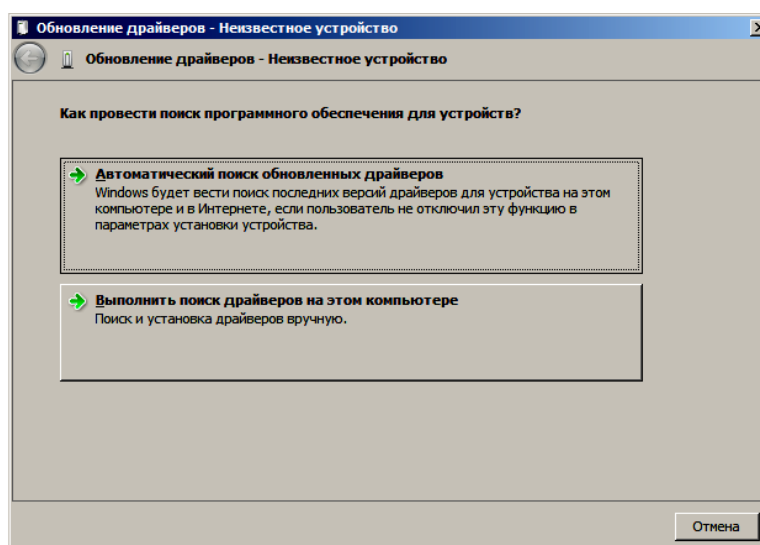 Обновление драйверов - Неизвестное устройство
Обновление драйверов - Неизвестное устройство
Как провести поиск программного обеспечения для устройств?
Автоматический поиск обновленных драйверов
Windows будет вести поиск последних версий драйверов для устройства на этом
компьютере и в Интернете, если пользователь не отключил эту функцию в
параметрах установки устройства.
Выполнить поиск драйверов на этом компьютере
Поиск и установка драйверов вручную.
Отмена